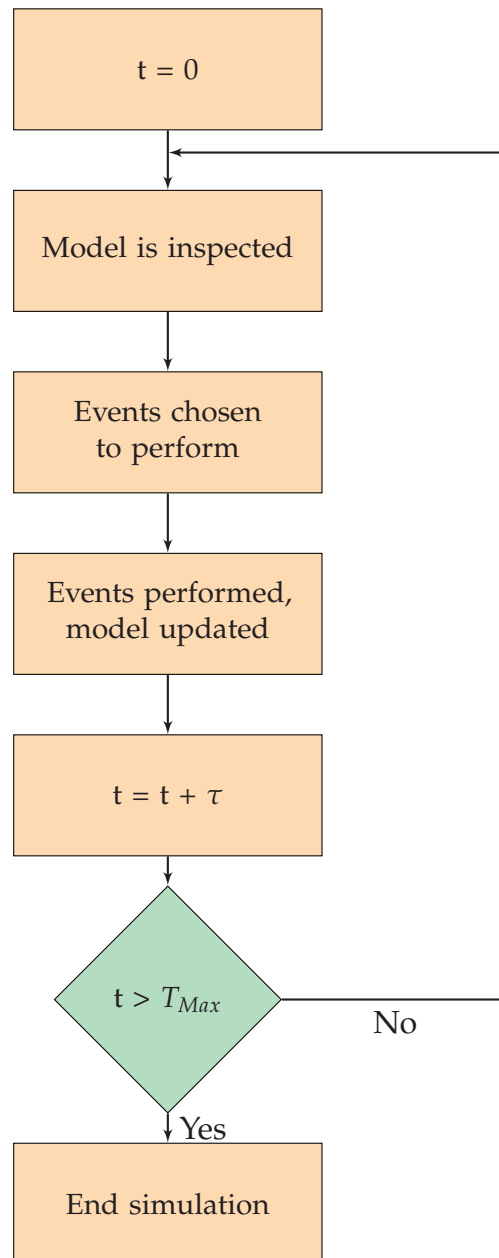 t = 0
Model is inspected
Events chosen
to perform
Events performed,
model updated
t = t + τ
t > T_Max
No
Yes
End simulation